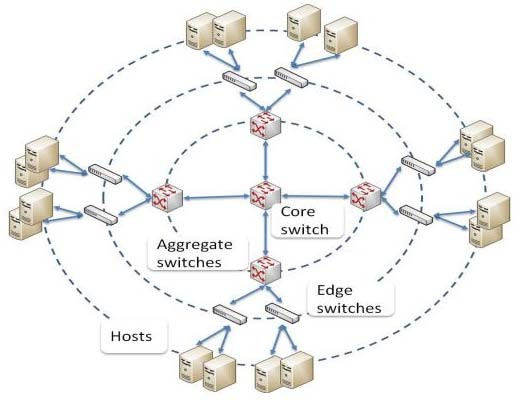 Core
switch
Aggregate
switches
Edge
switches
Hosts